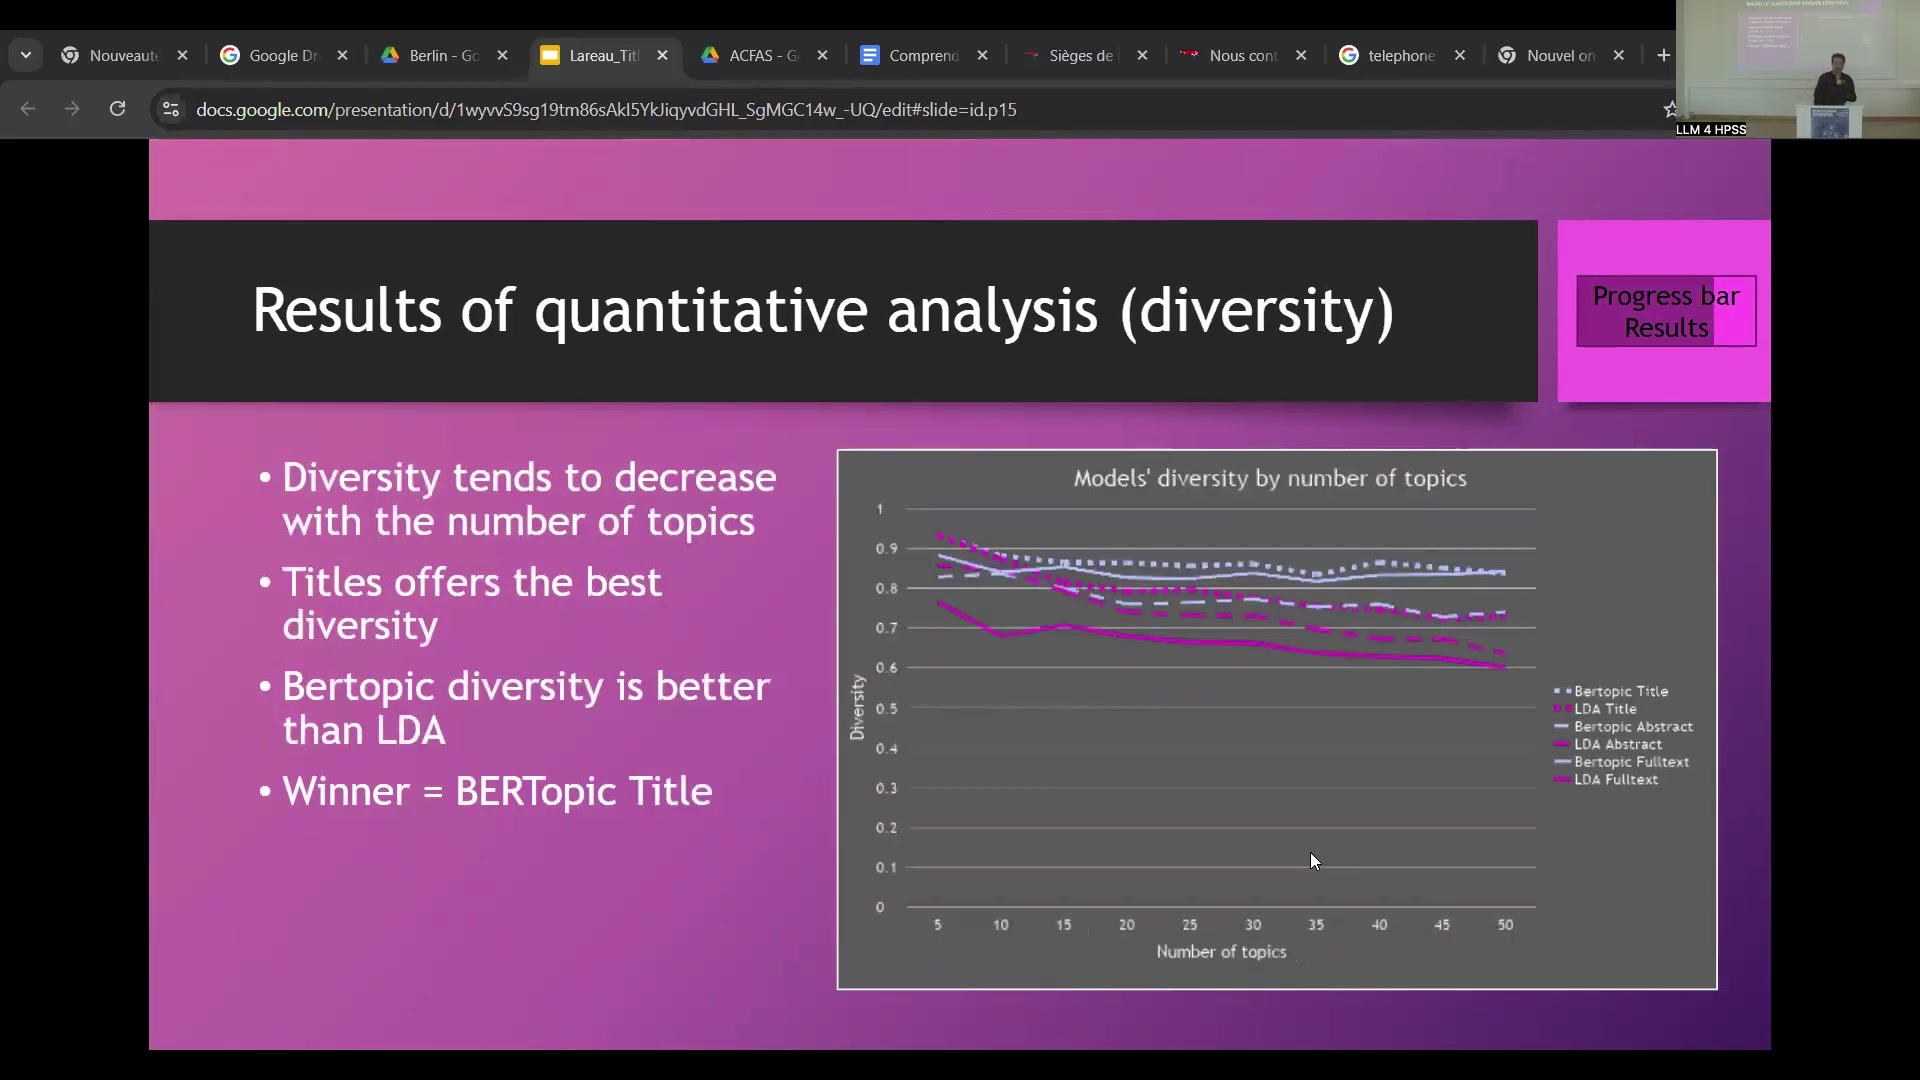 Nouveauté
Google Dr
Berlin - Go
Lareau_Titl
ACFAS - G
Comprend
Sièges de
Nous cont
telephone
Nouvel on
docs.google.com/presentation/d/1wyvvS9sg19tm86sAkI5YkJiqyvdGHL_SgMGC14w_-UQ/edit#slide=id.p15
LLM 4 HPSS
Results of quantitative analysis (diversity)
Progress bar
Results
• Diversity tends to decrease
with the number of topics
• Titles offers the best
diversity
• Bertopic diversity is better
than LDA
• Winner = BERTopic Title
Models' diversity by number of topics
1
0.9
0.8
0.7
0.6
0.5
0.4
0.3
0.2
0.1
0
Diversity
5 10 15 20 25 30 35 40 45 50
Number of topics
Bertopic Title
LDA Title
Bertopic Abstract
LDA Abstract
Bertopic Fulltext
LDA Fulltext